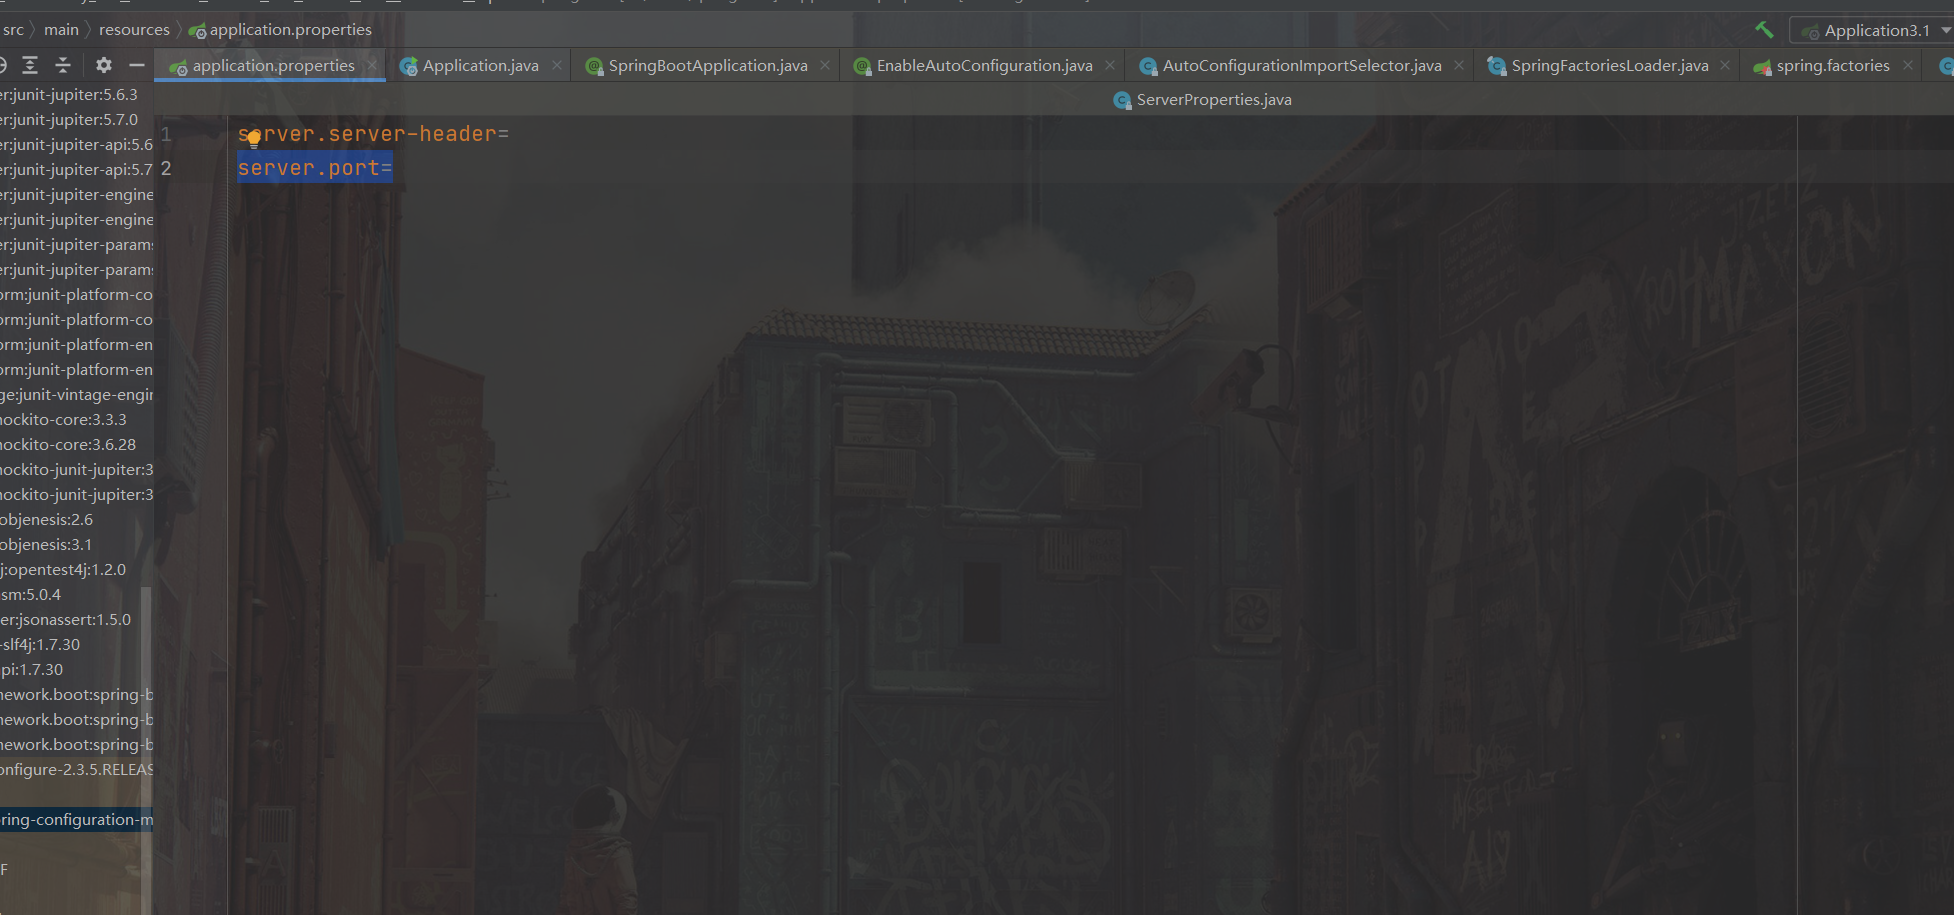 src main resources application.properties
Application3.1
application.properties Application.java SpringBootApplication.java EnableAutoConfiguration.java AutoConfigurationImportSelector.java SpringFactoriesLoader.java spring.factories
ServerProperties.java
er:junit-jupiter:5.6.3
er:junit-jupiter:5.7.0
er:junit-jupiter-api:5.6
er:junit-jupiter-api:5.7
er:junit-jupiter-engine
er:junit-jupiter-engine
er:junit-jupiter-params
er:junit-jupiter-params
orm:junit-platform-co
orm:junit-platform-co
orm:junit-platform-en
orm:junit-platform-en
ge:junit-vintage-engin
nockito-core:3.3.3
nockito-core:3.6.28
nockito-junit-jupiter:3
nockito-junit-jupiter:3
objenesis:2.6
objenesis:3.1
j:opentest4j:1.2.0
sm:5.0.4
er:jsonassert:1.5.0
-slf4j:1.7.30
pi:1.7.30
nework.boot:spring-b
nework.boot:spring-b
nework.boot:spring-b
onfigure-2.3.5.RELEAS
ring-configuration-m
F
1 server.server-header=
2 server.port=